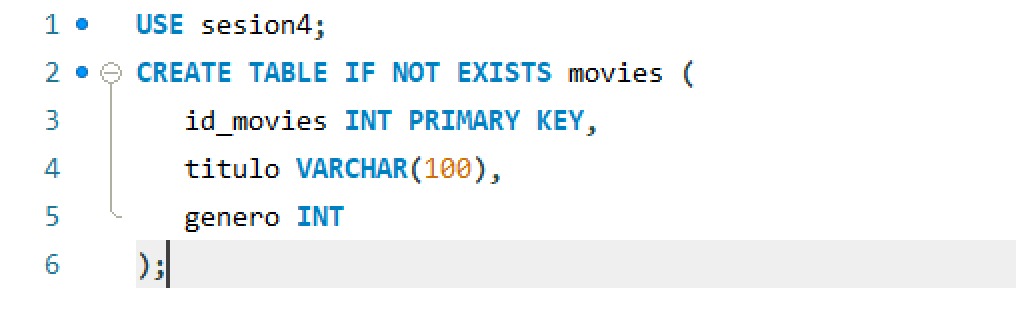 1 USE sesion4;
2 CREATE TABLE IF NOT EXISTS movies (
3 id_movies INT PRIMARY KEY,
4 titulo VARCHAR(100),
5 genero INT
6 );